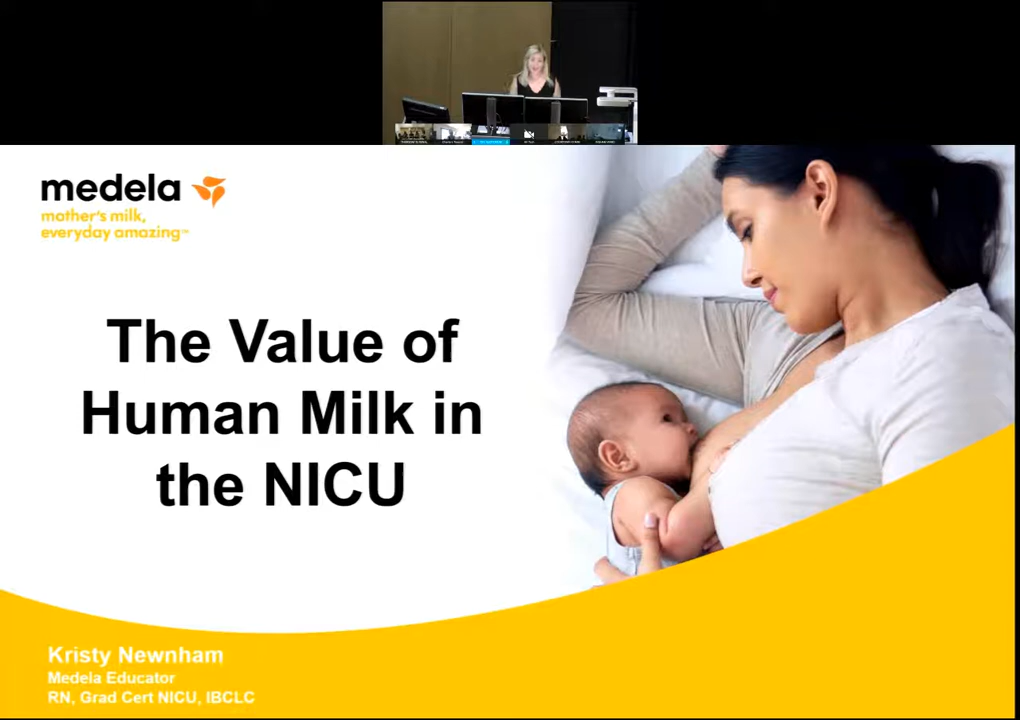 medela
mother's milk,
everyday amazing
The Value of
Human Milk in
the NICU
Kristy Newnham
Medela Educator
RN, Grad Cert NICU, IBCLC